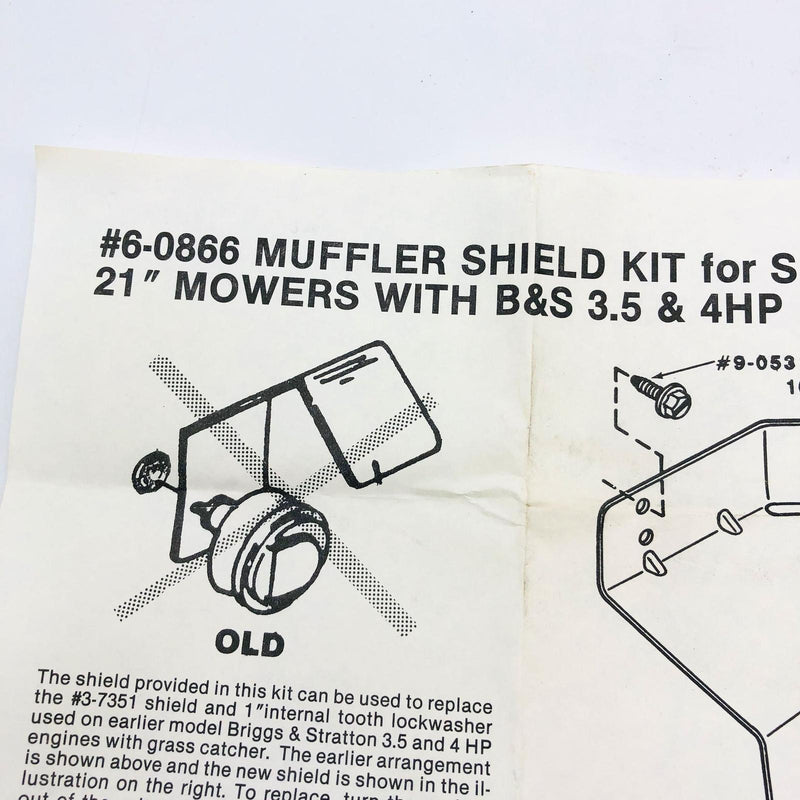 #6-0866 MUFFLER SHIELD KIT for S
21" MOWERS WITH B&S 3.5 & 4HP
#9-053
OLD
The shield provided in this kit can be used to replace
the #3-7351 shield and 1"internal tooth lockwasher
used on earlier model Briggs & Stratton 3.5 and 4 HP
engines with grass catcher. The earlier arrangement
is shown above and the new shield is shown in the il-
lustration on the right. To replace, turn
out of